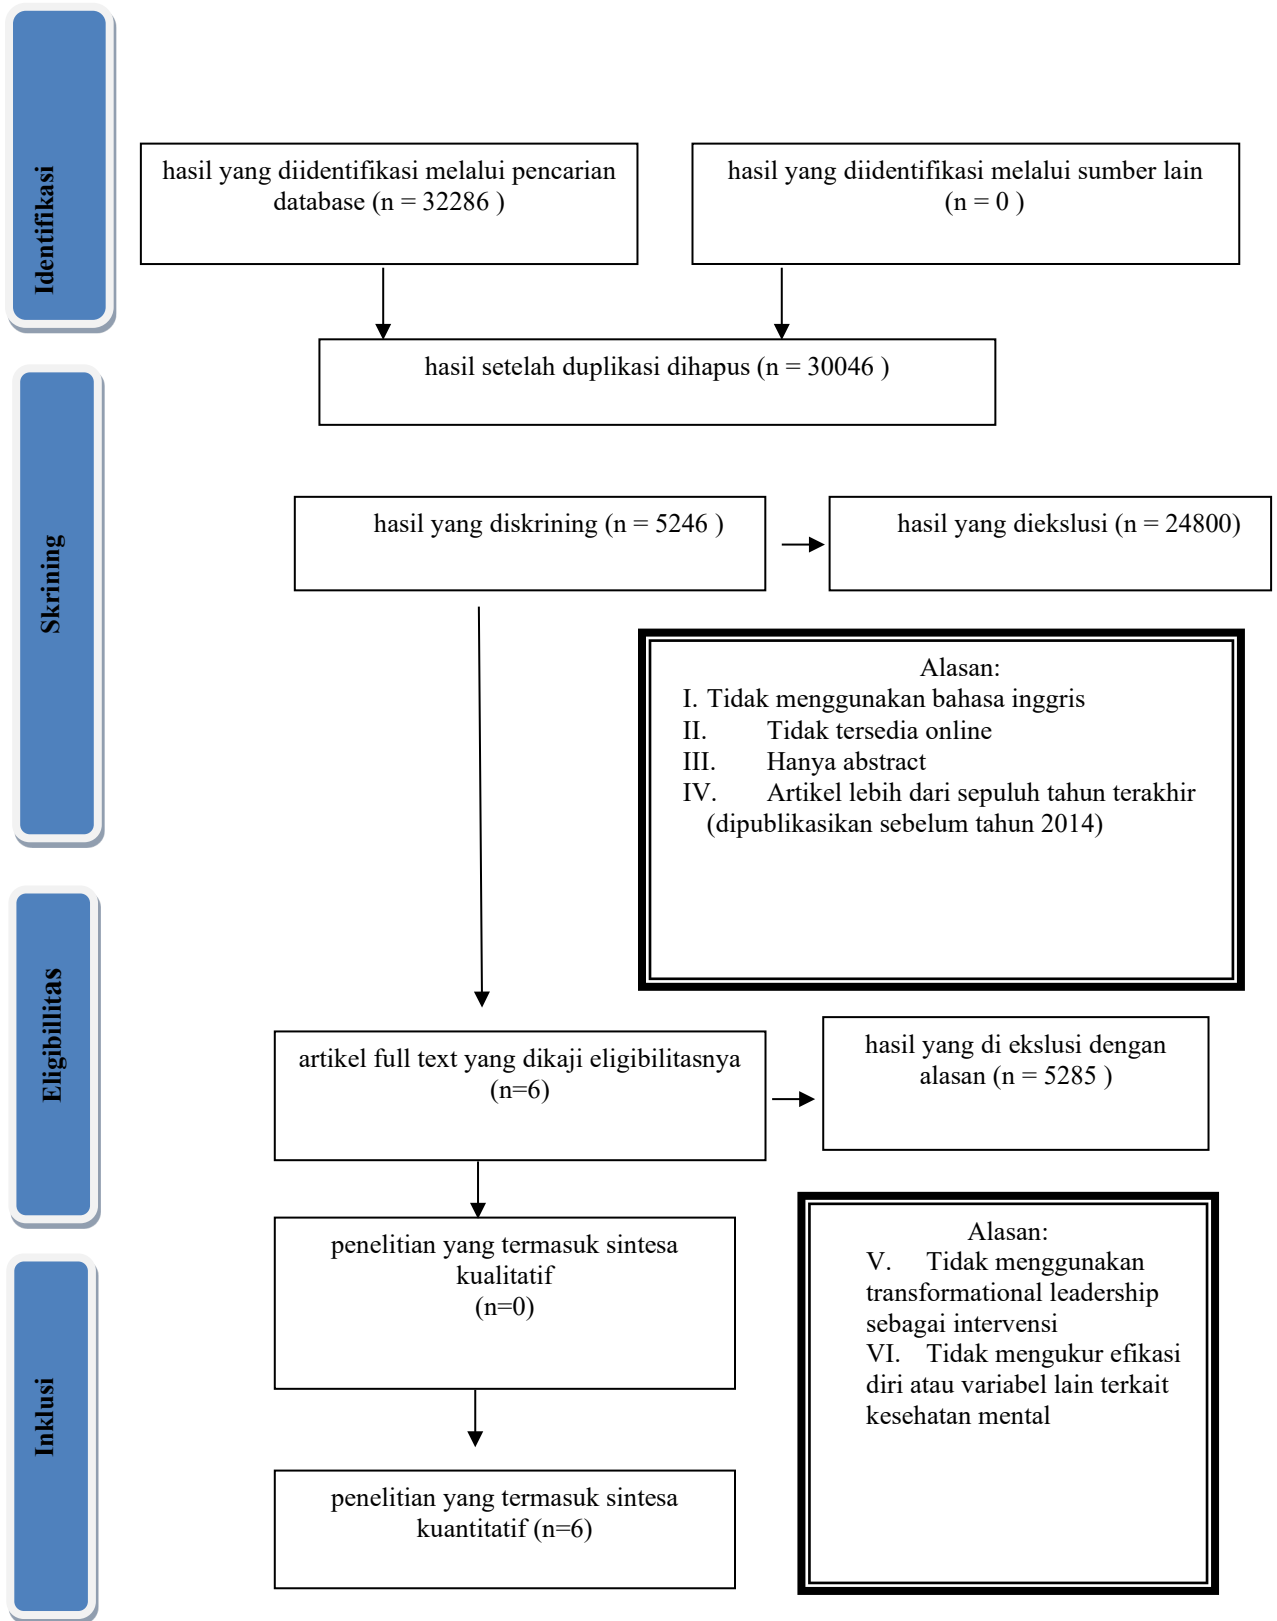 Identifikasi
hasil yang diidentifikasi melalui pencarian
database (n = 32286 )
hasil yang diidentifikasi melalui sumber lain
(n = 0 )
hasil setelah duplikasi dihapus (n = 30046 )
Skrining
hasil yang diskrining (n = 5246 )
hasil yang diekslusi (n = 24800)
Alasan:
I. Tidak menggunakan bahasa inggris
II. Tidak tersedia online
III. Hanya abstract
IV. Artikel lebih dari sepuluh tahun terakhir
(dipublikasikan sebelum tahun 2014)
Eligibillitas
artikel full text yang dikaji eligibilitasnya
(n=6)
hasil yang di ekslusi dengan
alasan (n = 5285 )
penelitian yang termasuk sintesa
kualitatif
(n=0)
Alasan:
V. Tidak menggunakan
transformational leadership
sebagai intervensi
VI. Tidak mengukur efikasi
diri atau variabel lain terkait
kesehatan mental
Inklusi
penelitian yang termasuk sintesa
kuantitatif (n=6)